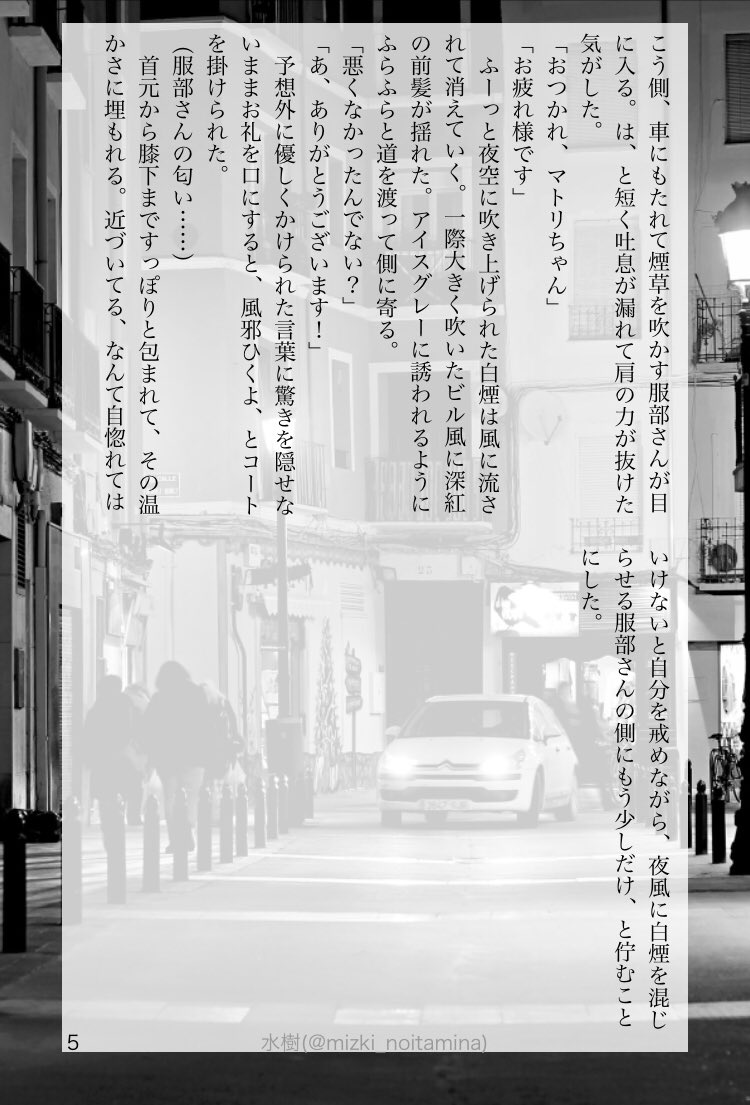 こう側、車にもたれて煙草を吹かす服部さんが目
に入る。は、と短く吐息が漏れて肩の力が抜けた
気がした。
「おつかれ、マトリちゃん」
「お疲れ様です」
　ふーっと夜空に吹き上げられた白煙は風に流さ
れて消えていく。一際大きく吹いたビル風に深紅
の前髪が揺れた。アイスグレーに誘われるように
ふらふらと道を渡って側に寄る。
「悪くなかったんでない？」
「あ、ありがとうございます！」
　予想外に優しくかけられた言葉に驚きを隠せな
いままお礼を口にすると、風邪ひくよ、とコート
を掛けられた。
（服部さんの匂い……）
　首元から膝下まですっぽりと包まれて、その温
かさに埋もれる。近づいてる、なんて自惚れては
いけないと自分を戒めながら、夜風に白煙を混じ
らせる服部さんの側にもう少しだけ、と佇むこと
にした。
5
水樹(@mizki_noitamina)